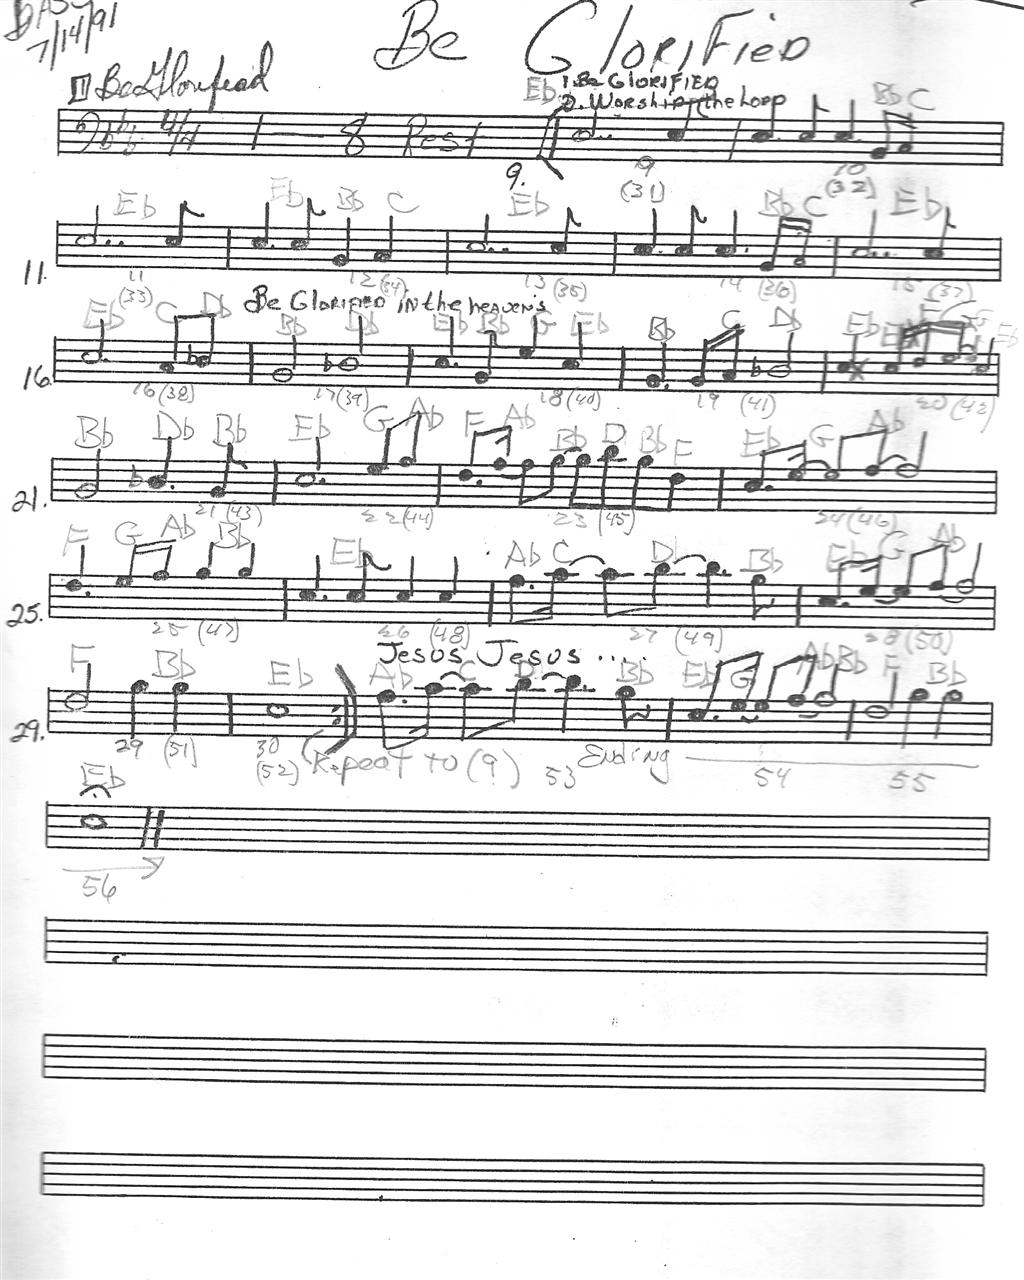 BASS Be Glorified
7/14/91
II Be Glorified
1. Be Glorified
2. Worship the Lord
Eb Bb C
4/4 1 — 8 Rest
9. 9 10
(31) (32)
Eb Eb Bb C Eb Bb C Eb
11. 11 12 (34) 13 (35) 14 (36) 15 (37)
(33) Be Glorified in the heavens
Eb C Db Bb Db Eb Bb G Eb Bb C Db Eb
16. 16 (38) 17 (39) 18 (40) 19 (41) 20 (42)
Bb Db Bb Eb G Ab F Ab Bb D Bb F Eb G Ab
21. 21 (43) 22 (44) 23 (45) 24 (46)
F G Ab Bb Eb Ab C D Bb Eb G Ab
25. 25 (47) 26 (48) 27 (49) 28 (50)
Jesus Jesus ....
F Bb Eb Ab C D Bb Eb G Ab Bb F Bb
29. 29 (51) 30 (52) (Repeat to (9) 53 Ending 54 55
Eb
56